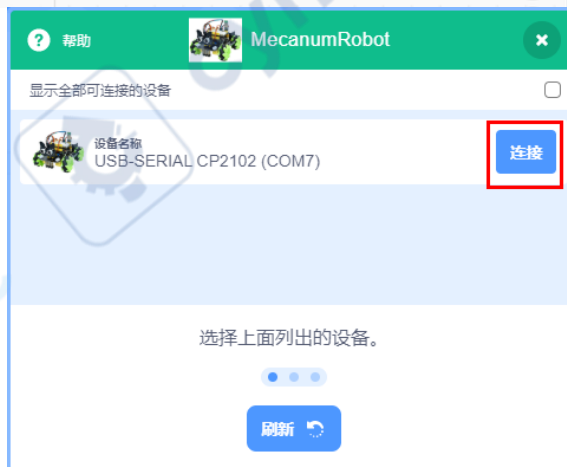 ? 帮助
MecanumRobot
显示全部可连接的设备
设备名称
USB-SERIAL CP2102 (COM7)
连接
选择上面列出的设备。
刷新